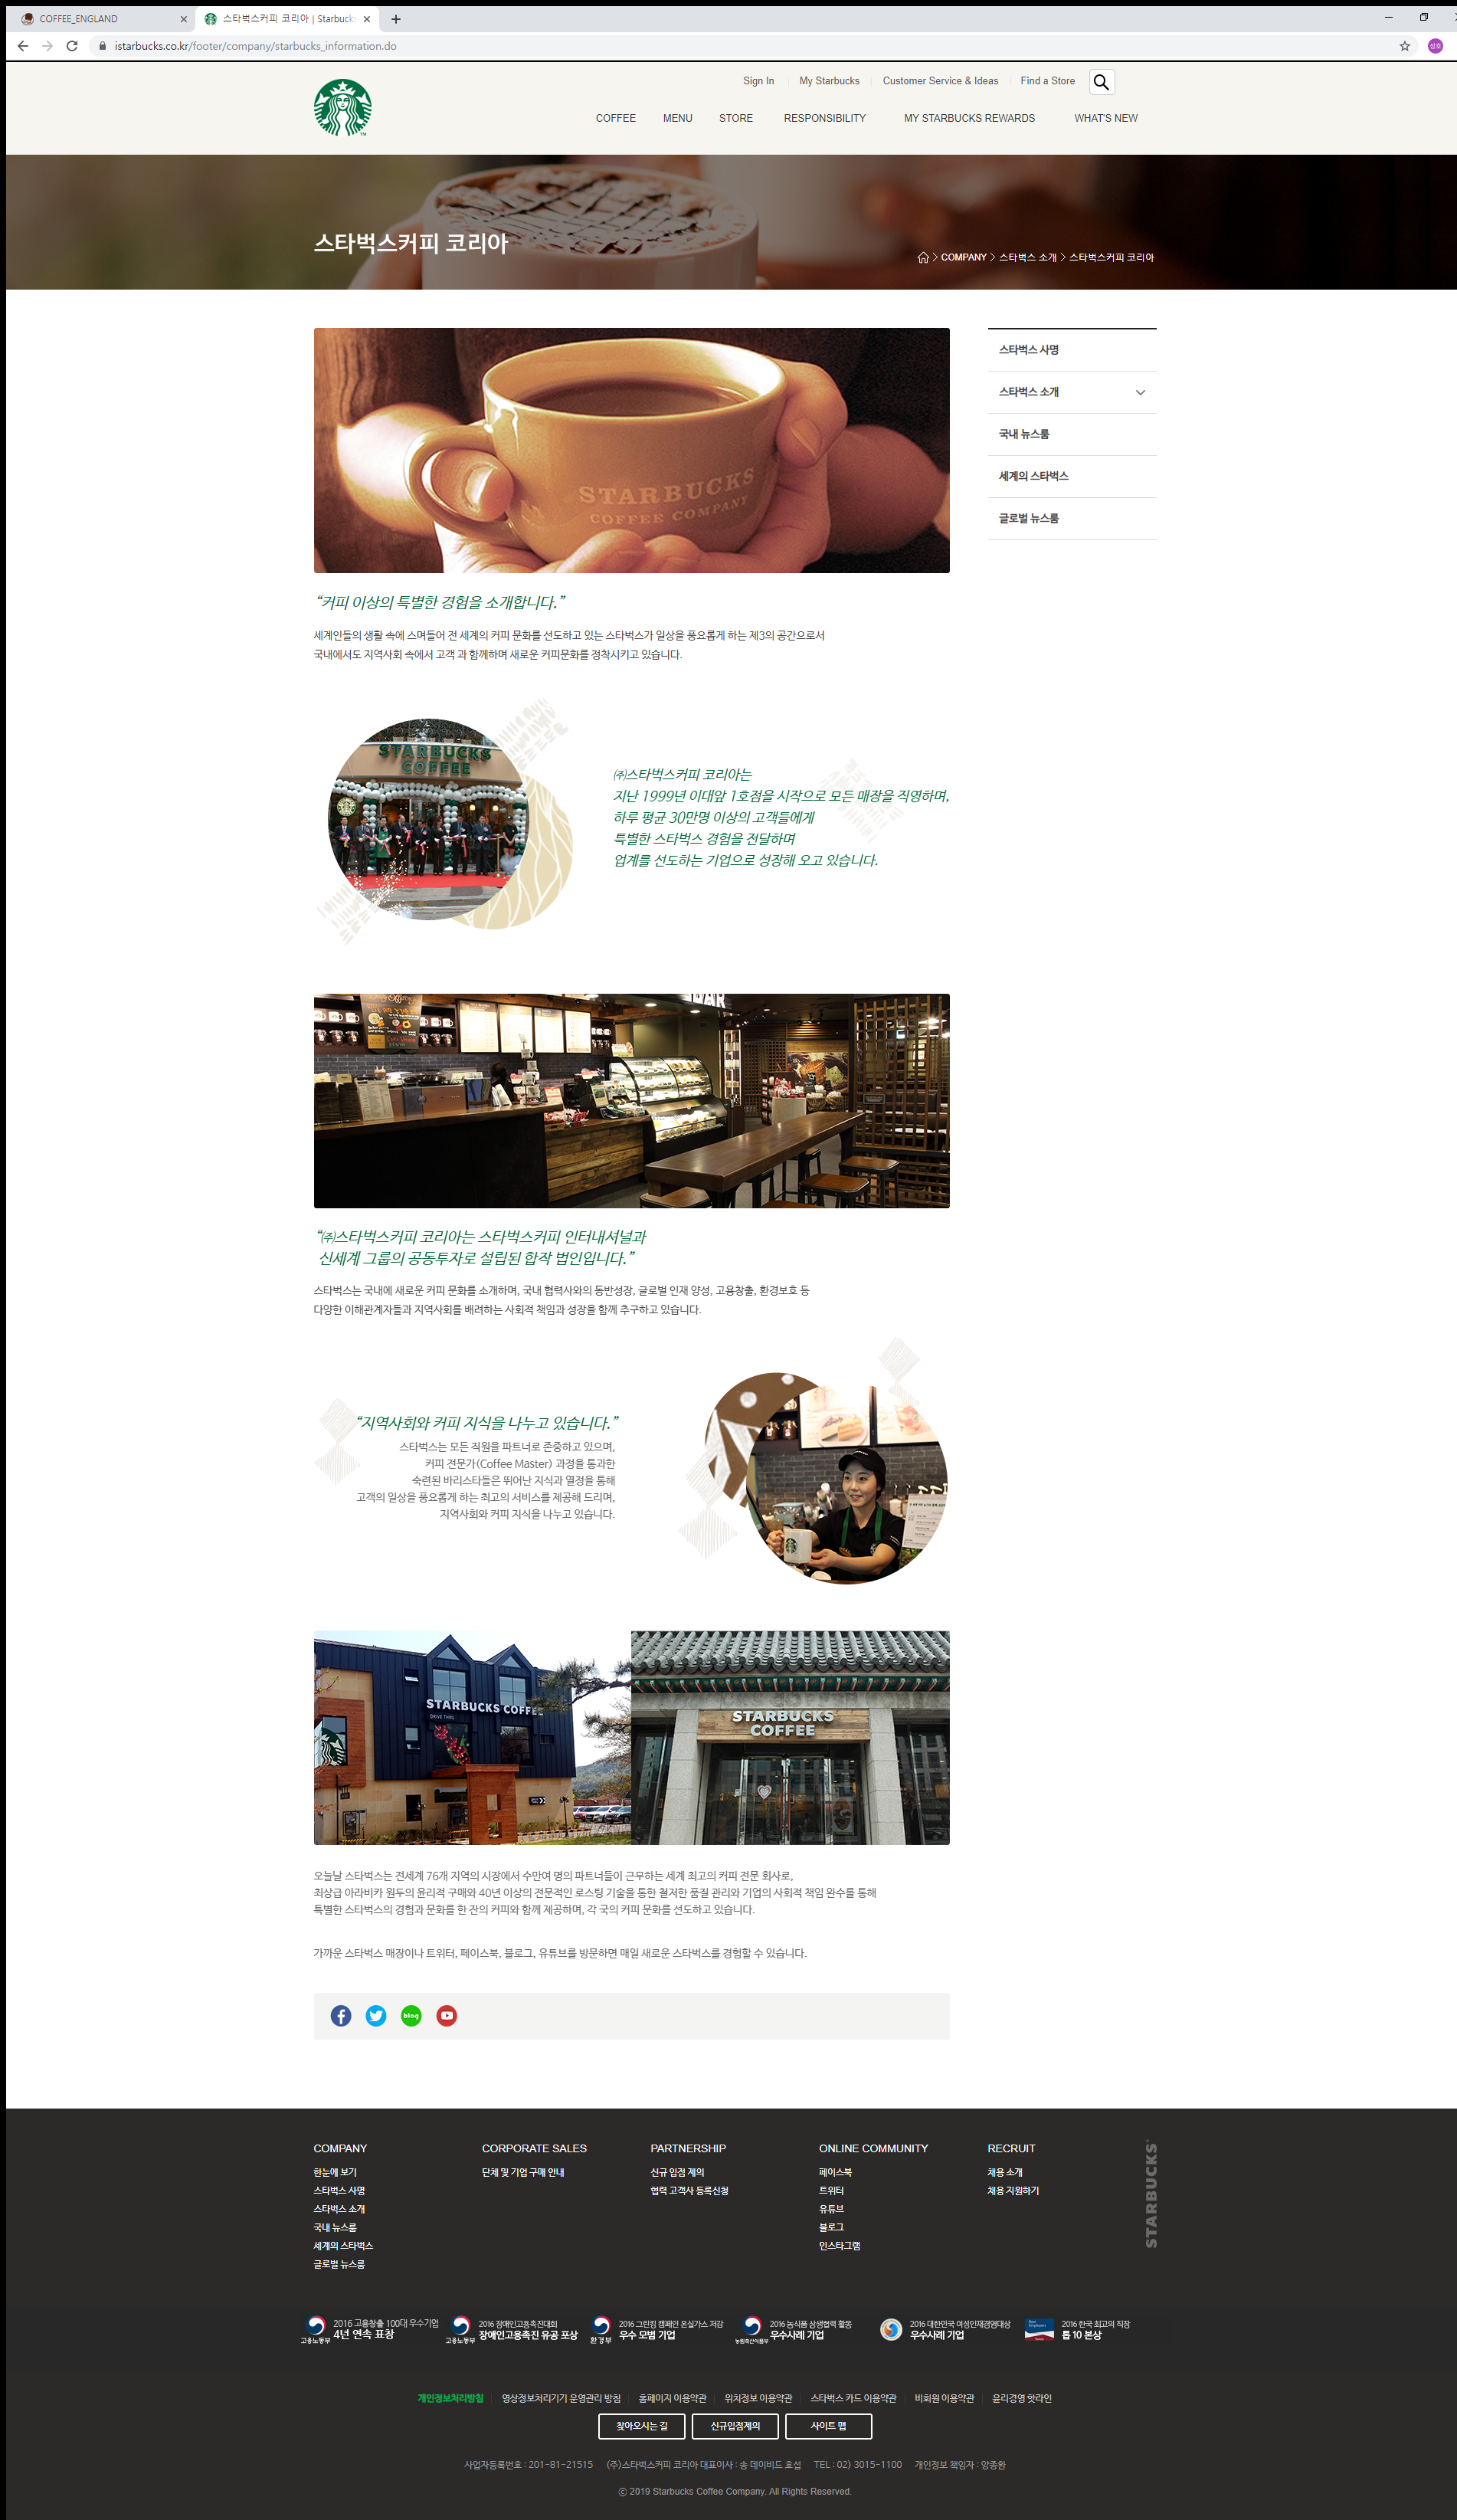 COFFEE_ENGLAND
스타벅스커피 코리아 | Starbucks
istarbucks.co.kr/footer/company/starbucks_information.do
Sign In
My Starbucks
Customer Service & Ideas
Find a Store
COFFEE
MENU
STORE
RESPONSIBILITY
MY STARBUCKS REWARDS
WHAT'S NEW
스타벅스커피 코리아
COMPANY > 스타벅스 소개 > 스타벅스커피 코리아
STARBUCKS
COFFEE COMPANY
스타벅스 사명
스타벅스 소개
국내 뉴스룸
세계의 스타벅스
글로벌 뉴스룸
“커피 이상의 특별한 경험을 소개합니다.”
세계인들의 생활 속에 스며들어 전 세계의 커피 문화를 선도하고 있는 스타벅스가 일상을 풍요롭게 하는 제3의 공간으로서
국내에서도 지역사회 속에서 고객 과 함께하며 새로운 커피문화를 정착시키고 있습니다.
STARBUCKS
COFFEE
㈜스타벅스커피 코리아는
지난 1999년 이대앞 1호점을 시작으로 모든 매장을 직영하며,
하루 평균 30만명 이상의 고객들에게
특별한 스타벅스 경험을 전달하며
업계를 선도하는 기업으로 성장해 오고 있습니다.
BAR
“㈜스타벅스커피 코리아는 스타벅스커피 인터내셔널과
신세계 그룹의 공동투자로 설립된 합작 법인입니다.”
스타벅스는 국내에 새로운 커피 문화를 소개하며, 국내 협력사와의 동반성장, 글로벌 인재 양성, 고용창출, 환경보호 등
다양한 이해관계자들과 지역사회를 배려하는 사회적 책임과 성장을 함께 추구하고 있습니다.
“지역사회와 커피 지식을 나누고 있습니다.”
스타벅스는 모든 직원을 파트너로 존중하고 있으며,
커피 전문가(Coffee Master) 과정을 통과한
숙련된 바리스타들은 뛰어난 지식과 열정을 통해
고객의 일상을 풍요롭게 하는 최고의 서비스를 제공해 드리며,
지역사회와 커피 지식을 나누고 있습니다.
STARBUCKS COFFEE
DRIVE THRU
STARBUCKS
COFFEE
오늘날 스타벅스는 전세계 76개 지역의 시장에서 수만여 명의 파트너들이 근무하는 세계 최고의 커피 전문 회사로,
최상급 아라비카 원두의 윤리적 구매와 40년 이상의 전문적인 로스팅 기술을 통한 철저한 품질 관리와 기업의 사회적 책임 완수를 통해
특별한 스타벅스의 경험과 문화를 한 잔의 커피와 함께 제공하며, 각 국의 커피 문화를 선도하고 있습니다.
가까운 스타벅스 매장이나 트위터, 페이스북, 블로그, 유튜브를 방문하면 매일 새로운 스타벅스를 경험할 수 있습니다.
blog
COMPANY
한눈에 보기
스타벅스 사명
스타벅스 소개
국내 뉴스룸
세계의 스타벅스
글로벌 뉴스룸
CORPORATE SALES
단체 및 기업 구매 안내
PARTNERSHIP
신규 입점 제의
협력 고객사 등록신청
ONLINE COMMUNITY
페이스북
트위터
유튜브
블로그
인스타그램
RECRUIT
채용 소개
채용 지원하기
STARBUCKS
고용노동부
2016 고용창출 100대 우수기업
4년 연속 표창
고용노동부
2016 장애인고용촉진대회
장애인고용촉진 유공 포상
환경부
2016 그린킹 캠페인 온실가스 저감
우수 모범 기업
농림축산식품부
2016 농식품 상생협력 활동
우수사례 기업
2016 대한민국 여성인재경영대상
우수사례 기업
2016 한국 최고의 직장
톱 10 본상
개인정보처리방침
영상정보처리기기 운영관리 방침
홈페이지 이용약관
위치정보 이용약관
스타벅스 카드 이용약관
비회원 이용약관
윤리경영 핫라인
찾아오시는 길
신규입점제의
사이트 맵
사업자등록번호 : 201-81-21515 (주)스타벅스커피 코리아 대표이사 : 송 데이비드 호섭 TEL : 02) 3015-1100 개인정보 책임자 : 양종환
ⓒ 2019 Starbucks Coffee Company. All Rights Reserved.